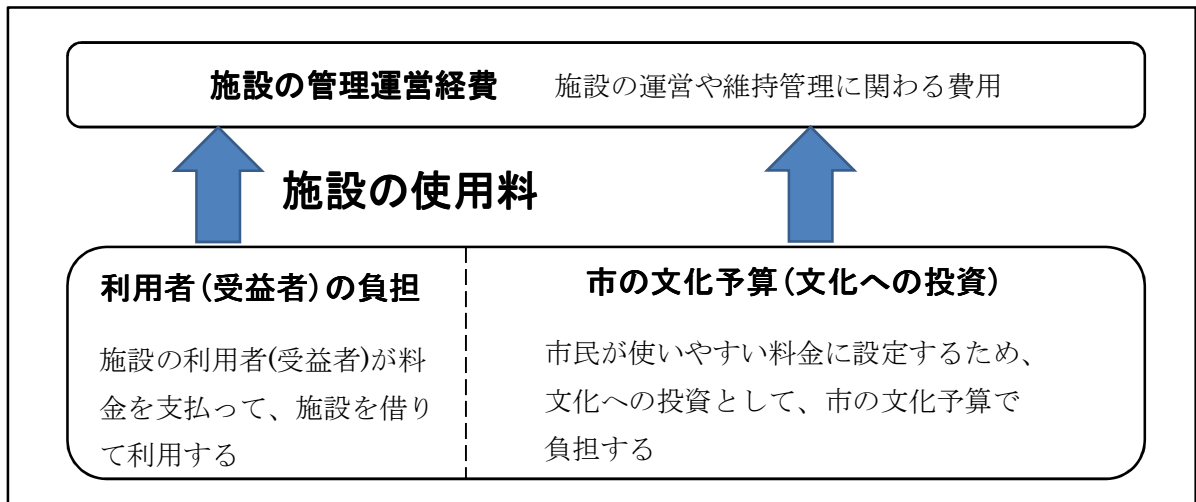 施設の管理運営経費 施設の運営や維持管理に関わる費用
施設の使用料
利用者(受益者)の負担
施設の利用者(受益者)が料
金を支払って、施設を借り
て利用する
市の文化予算(文化への投資)
市民が使いやすい料金に設定するため、
文化への投資として、市の文化予算で
負担する